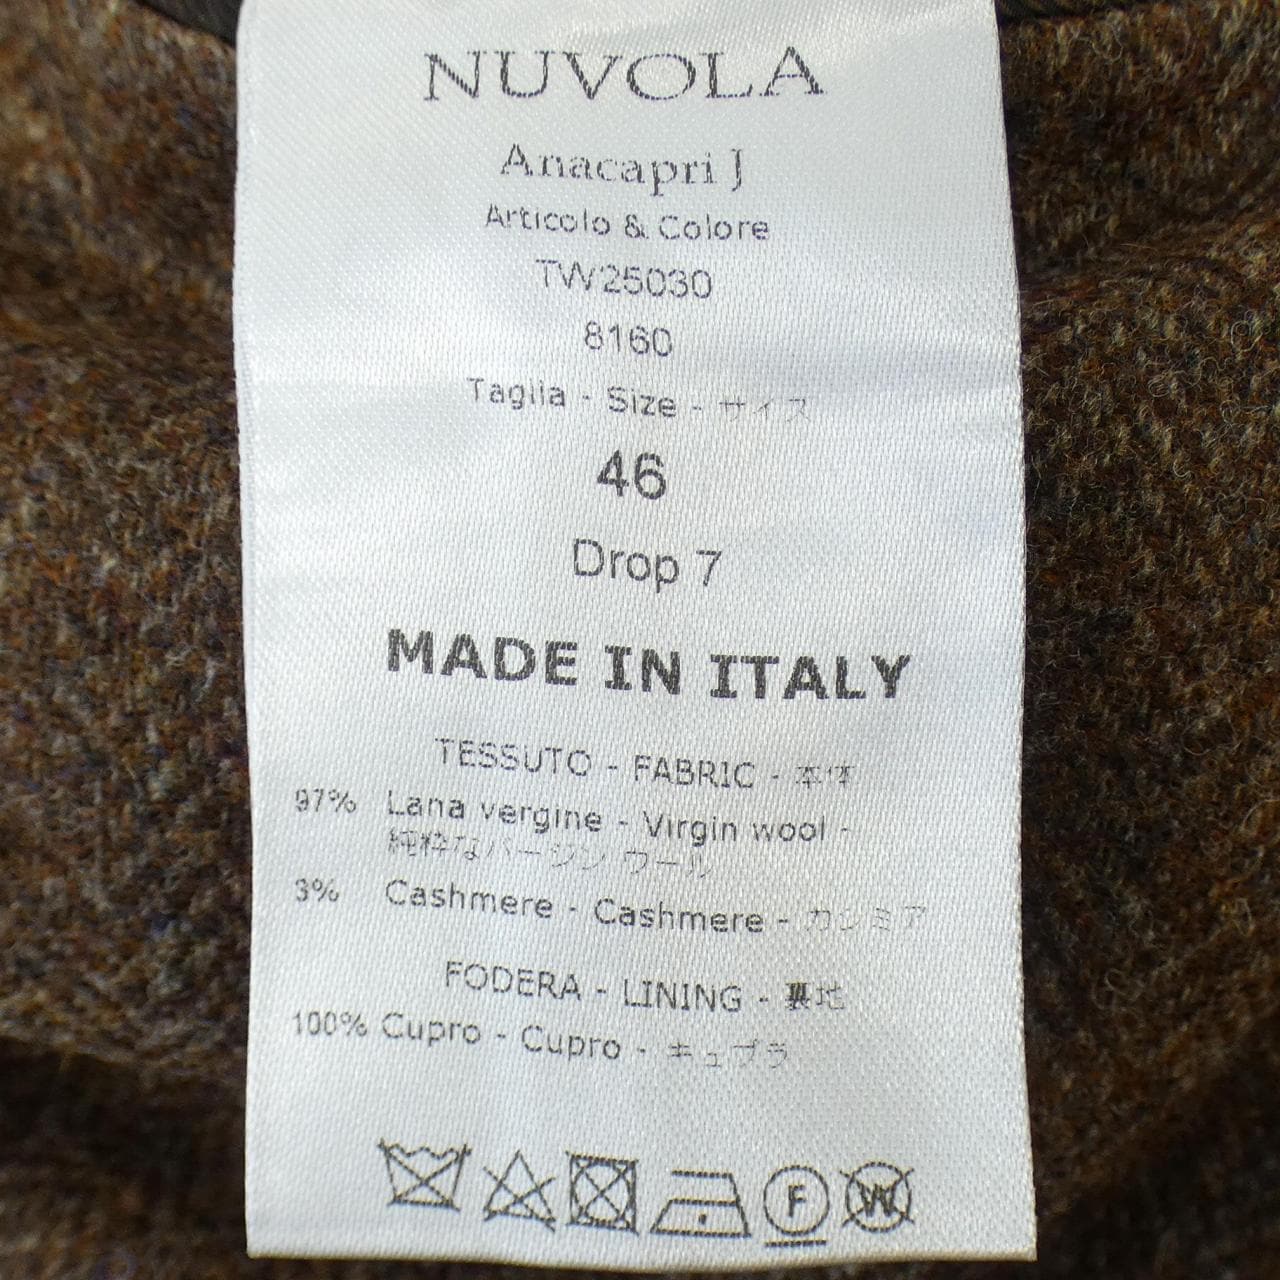 NUVOLA
Anacapri J
Articolo & Colore
TW25030
8160
Taglia - Size - サイズ
46
Drop 7
MADE IN ITALY
TESSUTO - FABRIC - 本体
97% Lana vergine - Virgin wool -
純粋なバージン ウール
3% Cashmere - Cashmere - カシミア
FODERA - LINING - 裏地
100% Cupro - Cupro - キュプラ
F W